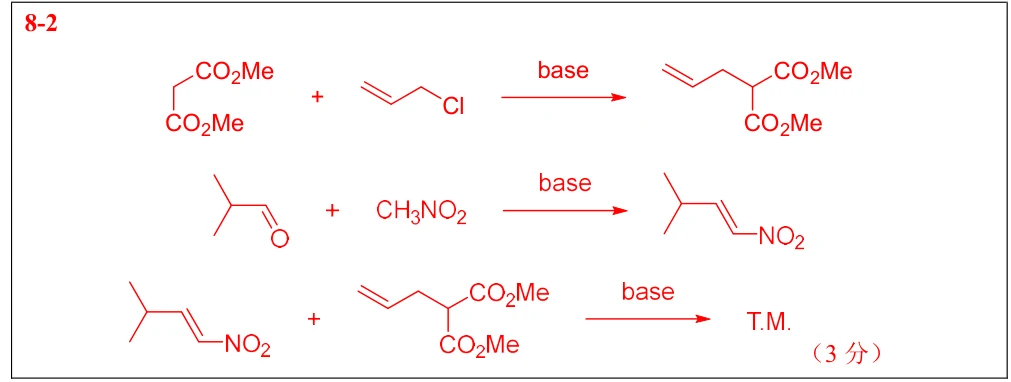 8-2
CO₂Me
CO₂Me
+
Cl
base
CO₂Me
CO₂Me
O
+
CH₃NO₂
base
NO₂
NO₂
+
CO₂Me
CO₂Me
base
T.M.
（3 分）